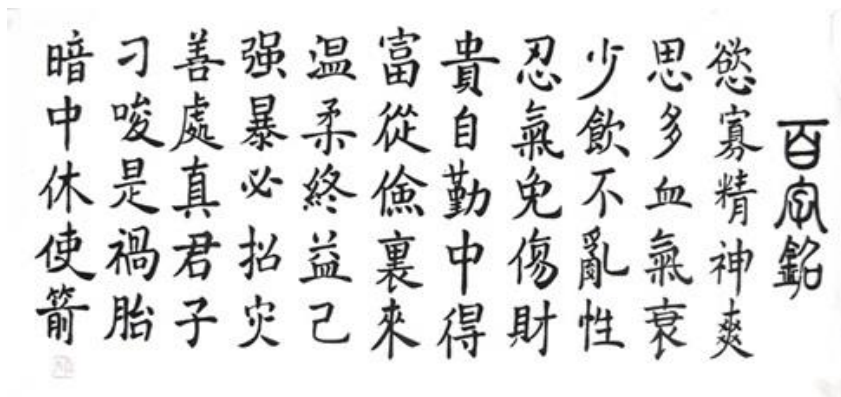 百字銘
慾寡精神爽
思多血氣衰
少飲不亂性
忍氣免傷財
貴自勤中得
富從儉裏來
温柔終益己
强暴必招灾
善處真君子
刁唆是禍胎
暗中休使箭